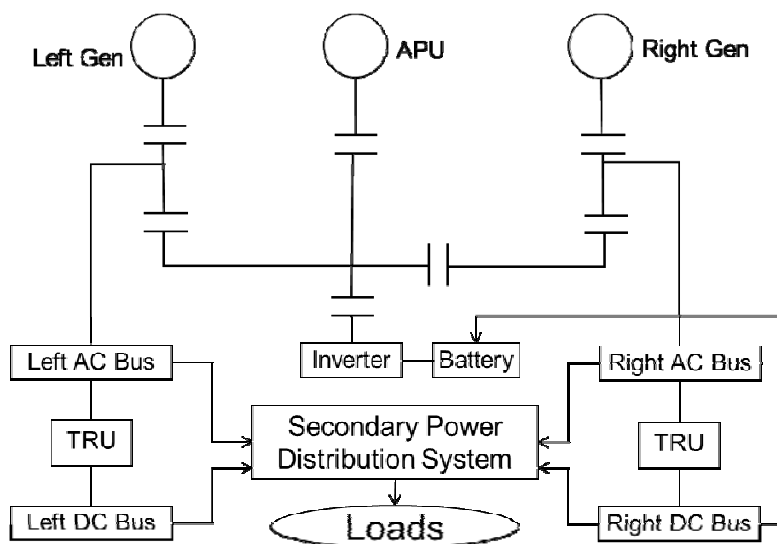 Left Gen
APU
Right Gen
Inverter
Battery
Left AC Bus
Right AC Bus
TRU
Secondary Power
Distribution System
TRU
Left DC Bus
Loads
Right DC Bus